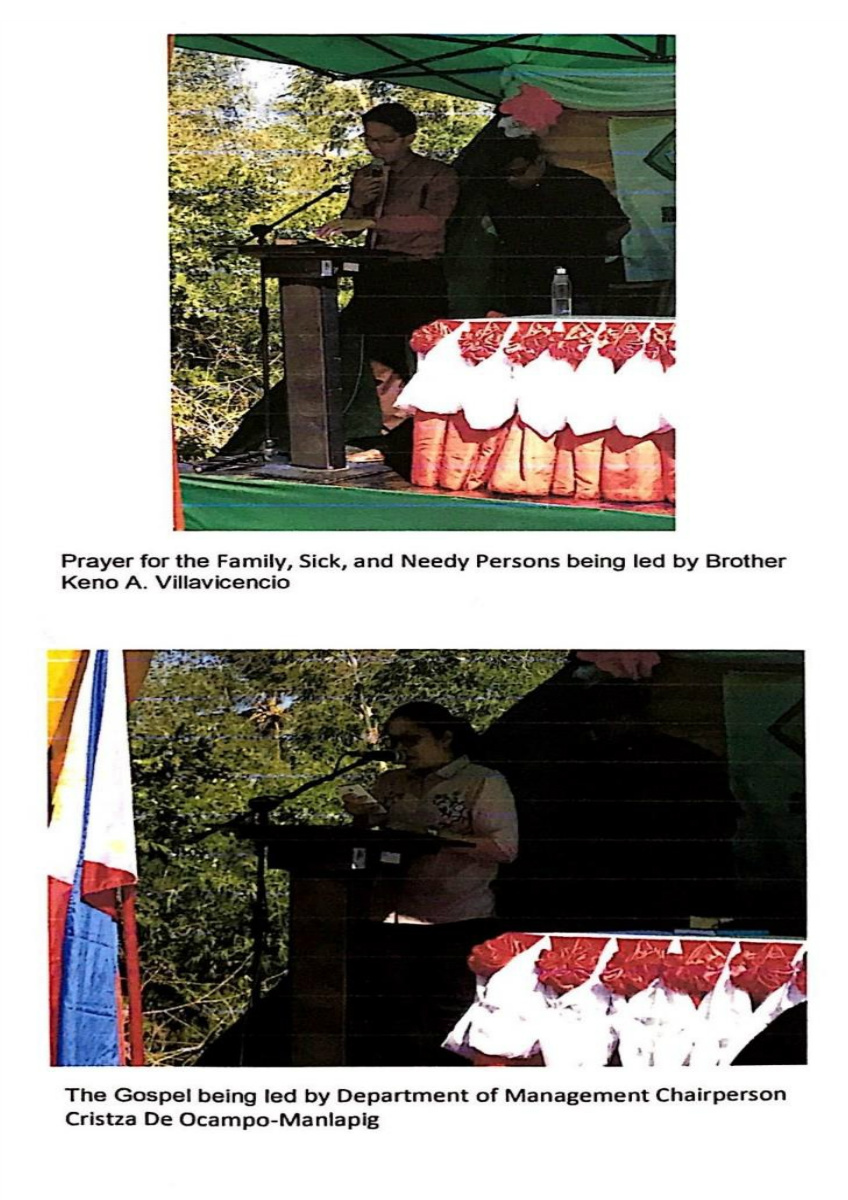 Prayer for the Family, Sick, and Needy Persons being led by Brother
Keno A. Villavicencio
The Gospel being led by Department of Management Chairperson
Cristza De Ocampo-Manlapig